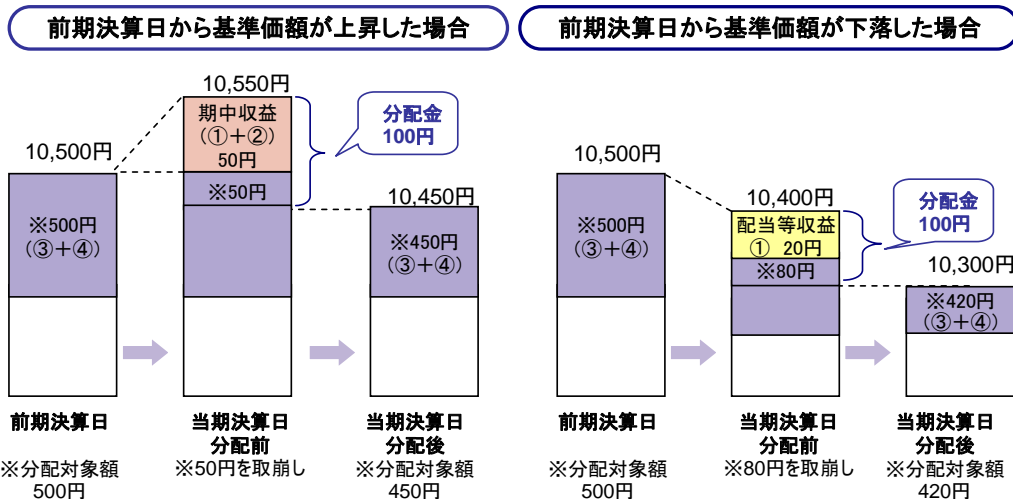 前期決算日から基準価額が上昇した場合
10,550円
期中収益
(①+②)
50円
分配金
100円
10,500円
※50円
10,450円
※500円
(③+④)
※450円
(③+④)
前期決算日
当期決算日
分配前
当期決算日
分配後
※分配対象額
500円
※50円を取崩し
※分配対象額
450円
前期決算日から基準価額が下落した場合
10,500円
10,400円
分配金
100円
※500円
(③+④)
配当等収益
① 20円
※80円
10,300円
※420円
(③+④)
前期決算日
当期決算日
分配前
当期決算日
分配後
※分配対象額
500円
※80円を取崩し
※分配対象額
420円